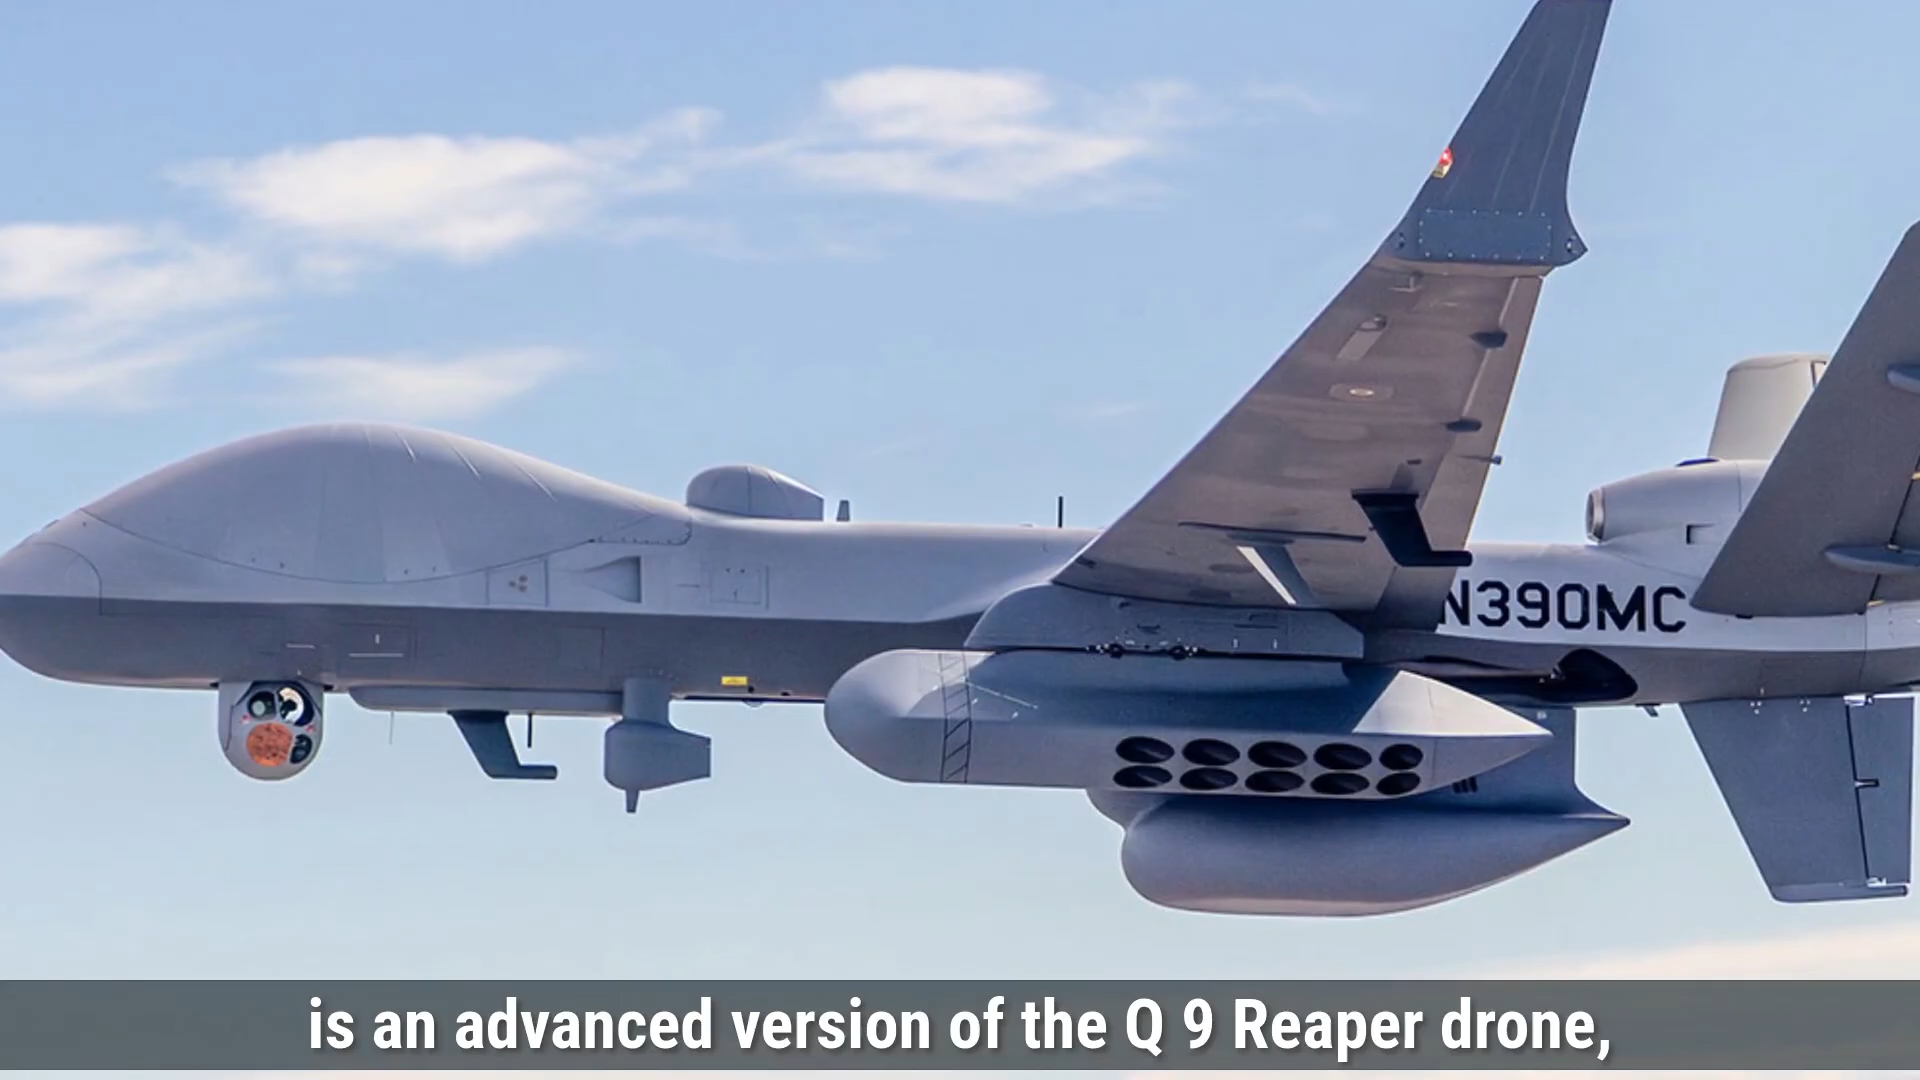 N390MC
is an advanced version of the Q 9 Reaper drone,